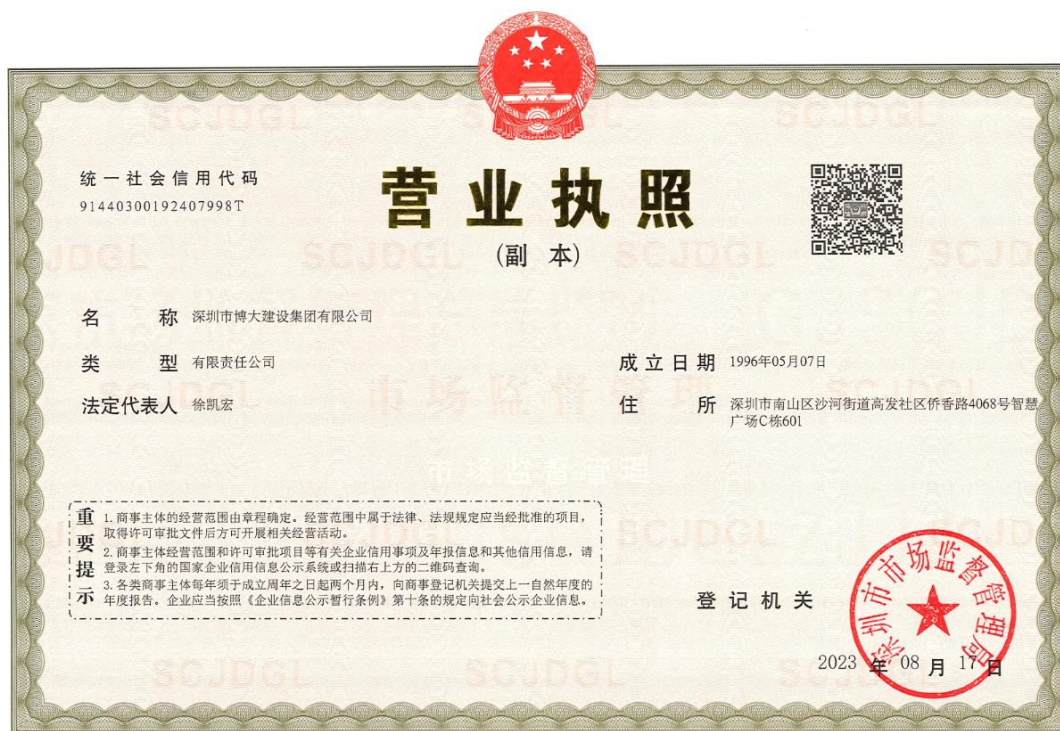 统一社会信用代码
91440300192407998T
营业执照
(副 本)
名 称 深圳市博大建设集团有限公司
类 型 有限责任公司
法定代表人 徐凯宏
成立日期 1996年05月07日
住 所 深圳市南山区沙河街道高发社区侨香路4068号智慧
广场C栋601
重要提示
1. 商事主体的经营范围由章程确定。经营范围中属于法律、法规规定应当经批准的项目，
取得许可审批文件后方可开展相关经营活动。
2. 商事主体经营范围和许可审批项目等有关企业信用事项及年报信息和其他信用信息，请
登录左下角的国家企业信用信息公示系统或扫描右上方的二维码查询。
3. 各类商事主体每年须于成立周年之日起两个月内，向商事登记机关提交上一自然年度的
年度报告。企业应当按照《企业信息公示暂行条例》第十条的规定向社会公示企业信息。
登记机关
深圳市市场监督管理局
2023 年 08 月 17 日
SCJDGL
市场监督管理
市场监督管理